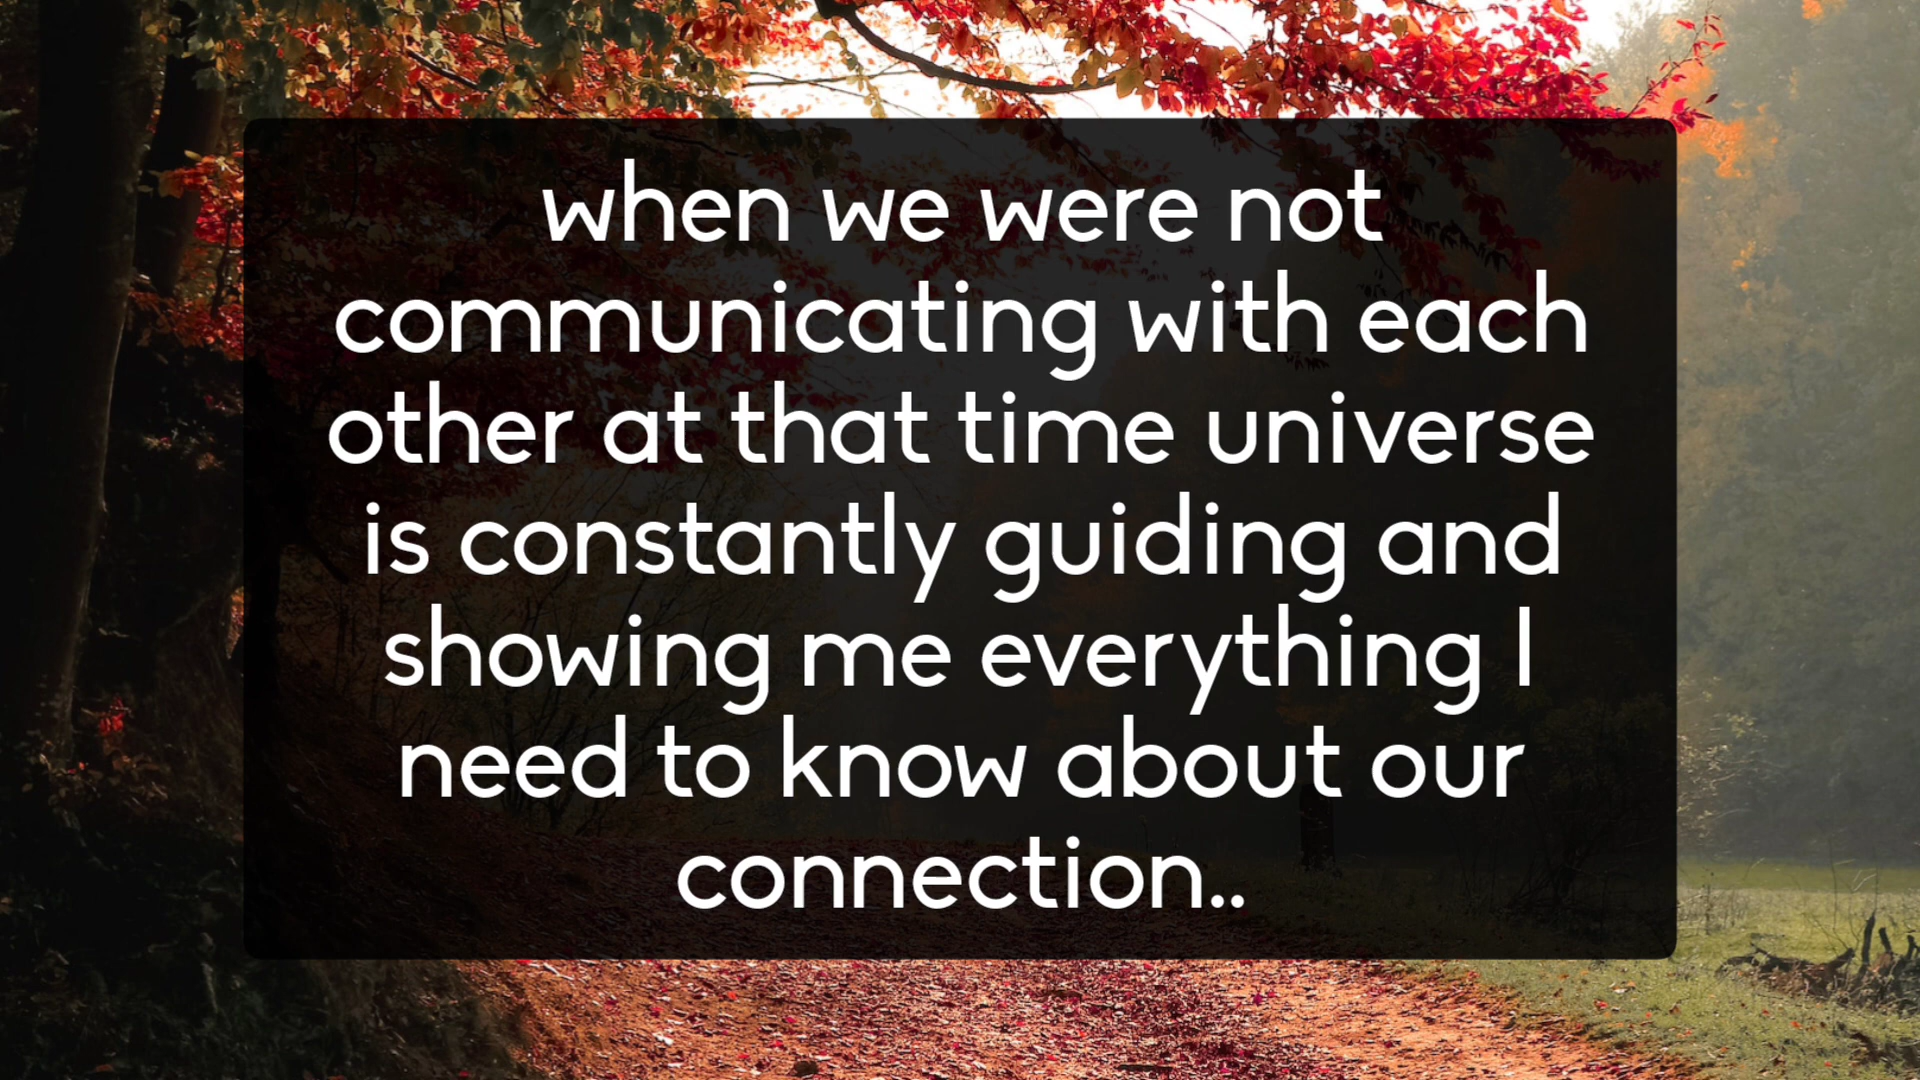 when we were not
communicating with each
other at that time universe
is constantly guiding and
showing me everything I
need to know about our
connection..